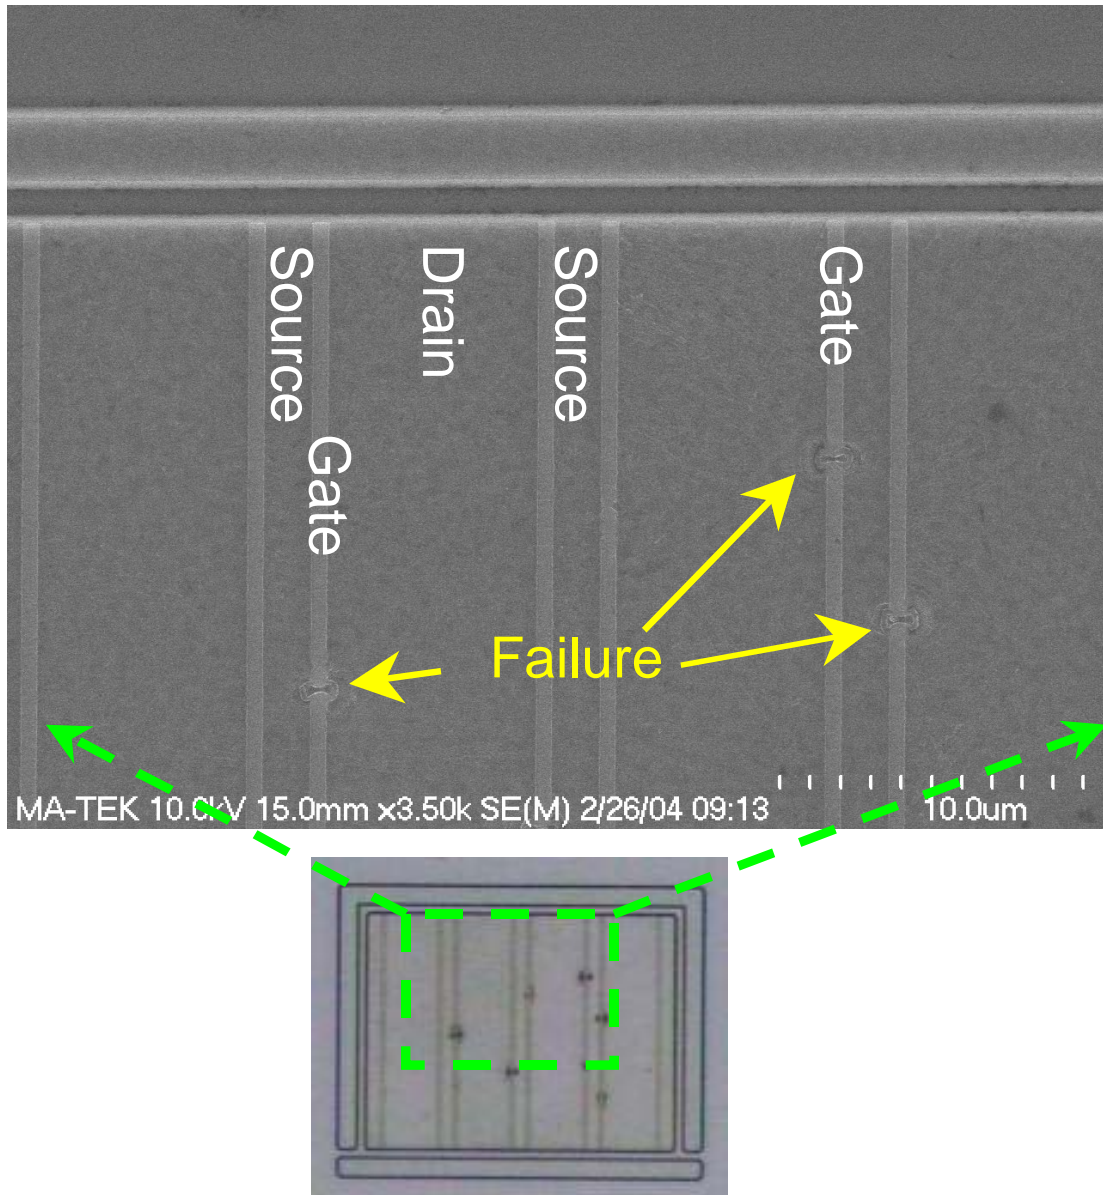 Source
Drain
Source
Gate
Gate
Failure
MA-TEK 10.0kV 15.0mm x3.50k SE(M) 2/26/04 09:13
10.0um